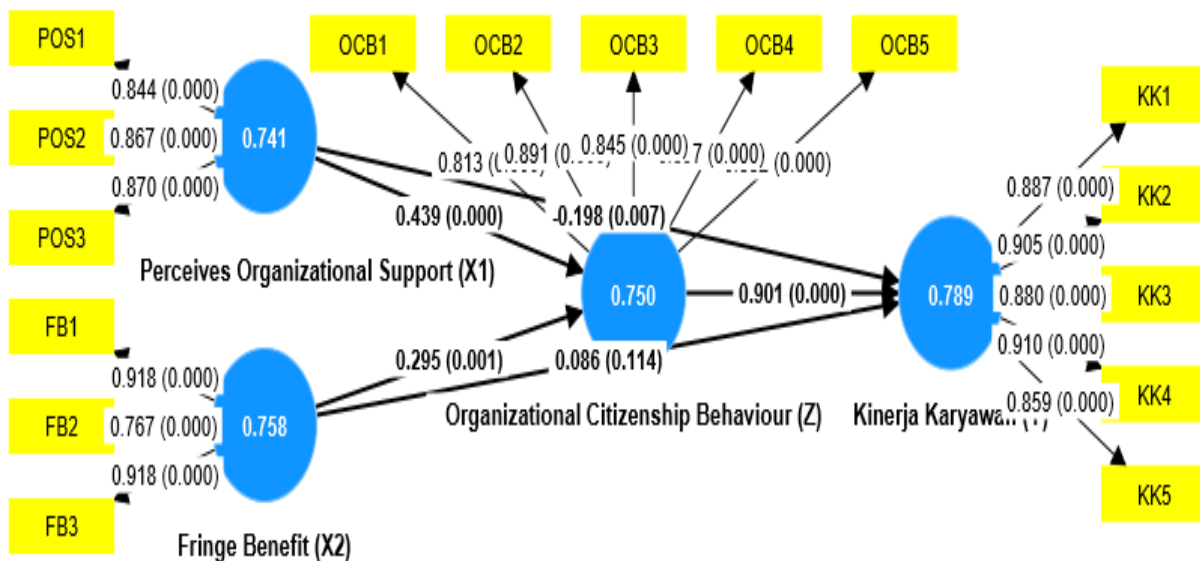 POS1
POS2
POS3
0.844 (0.000)
0.867 (0.000)
0.870 (0.000)
0.741
Perceives Organizational Support (X1)
FB1
FB2
FB3
0.918 (0.000)
0.767 (0.000)
0.918 (0.000)
0.758
Fringe Benefit (X2)
OCB1
OCB2
OCB3
OCB4
OCB5
0.813
0.891
0.845 (0.000)
(0.000)
(0.000)
0.439 (0.000)
-0.198 (0.007)
0.295 (0.001)
0.086 (0.114)
0.750
Organizational Citizenship Behaviour (Z)
0.901 (0.000)
0.789
Kinerja
KK1
KK2
KK3
KK4
KK5
0.887 (0.000)
0.905 (0.000)
0.880 (0.000)
0.910 (0.000)
0.859 (0.000)